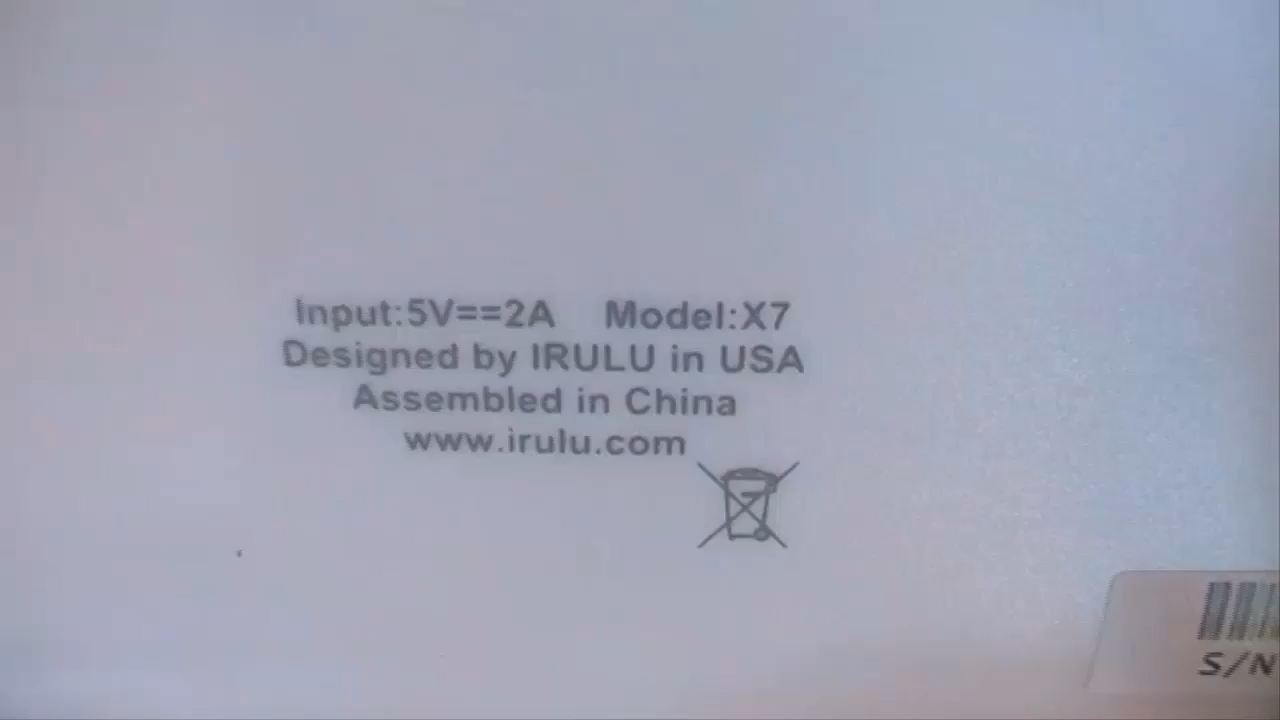 Input:5V==2A Model:X7
Designed by IRULU in USA
Assembled in China
www.irulu.com
S/N